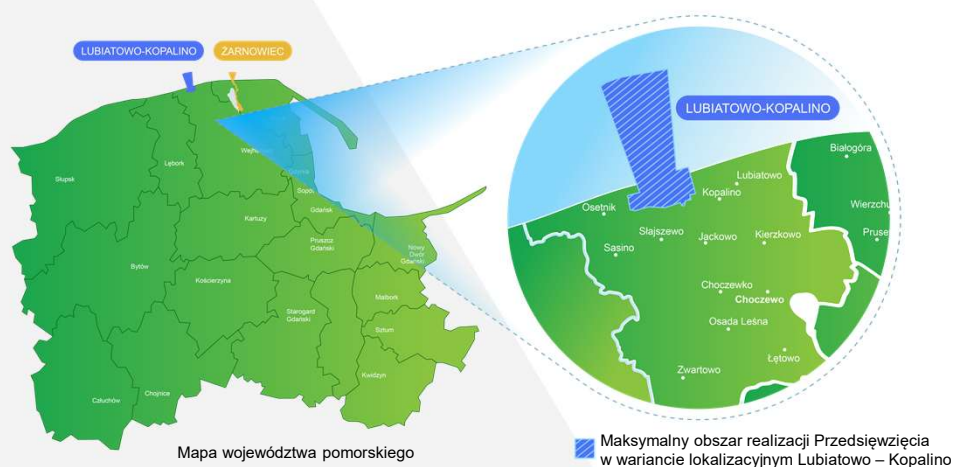 LUBIATOWO-KOPALINO
ŻARNOWIEC
Słupsk
Lębork
Gdańsk
Kartuzy
Pruszcz
Gdański
Nowy
Dwór
Gdański
Bytów
Kościerzyna
Malbork
Starogard
Gdański
Sztum
Kwidzyn
Chojnice
Człuchów
Mapa województwa pomorskiego
LUBIATOWO-KOPALINO
Białogóra
Lubiatowo
Kopalino
Osetnik
Wierzchu
Słajszewo
Jackowo
Kierzkowo
Pruse
Sasino
Choczewko
Choczewo
Osada Leśna
Łętowo
Zwartowo
Maksymalny obszar realizacji Przedsięwzięcia
w wariancie lokalizacyjnym Lubiatowo – Kopalino